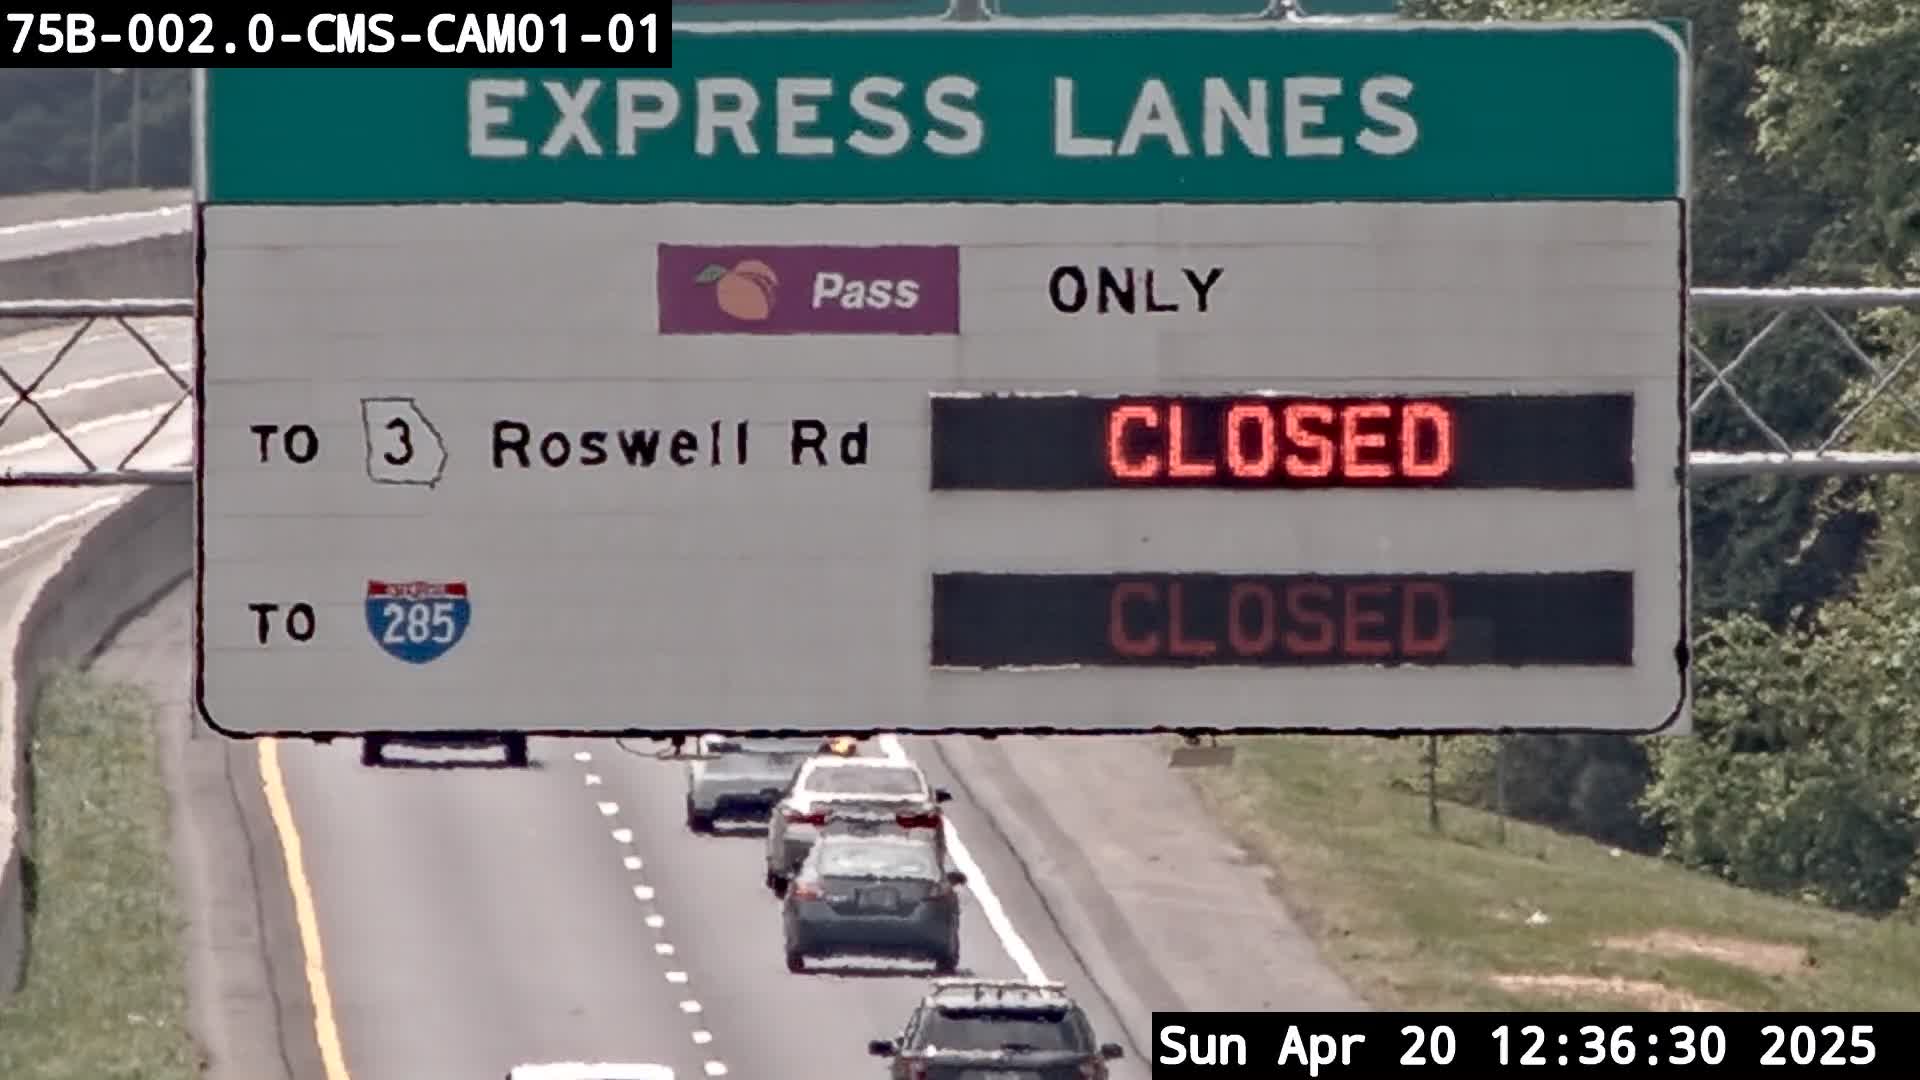 75B-002.0-CMS-CAM01-01
EXPRESS LANES
Pass ONLY
TO 3 Roswell Rd CLOSED
TO INTERSTATE 285 CLOSED
Sun Apr 20 12:36:30 2025